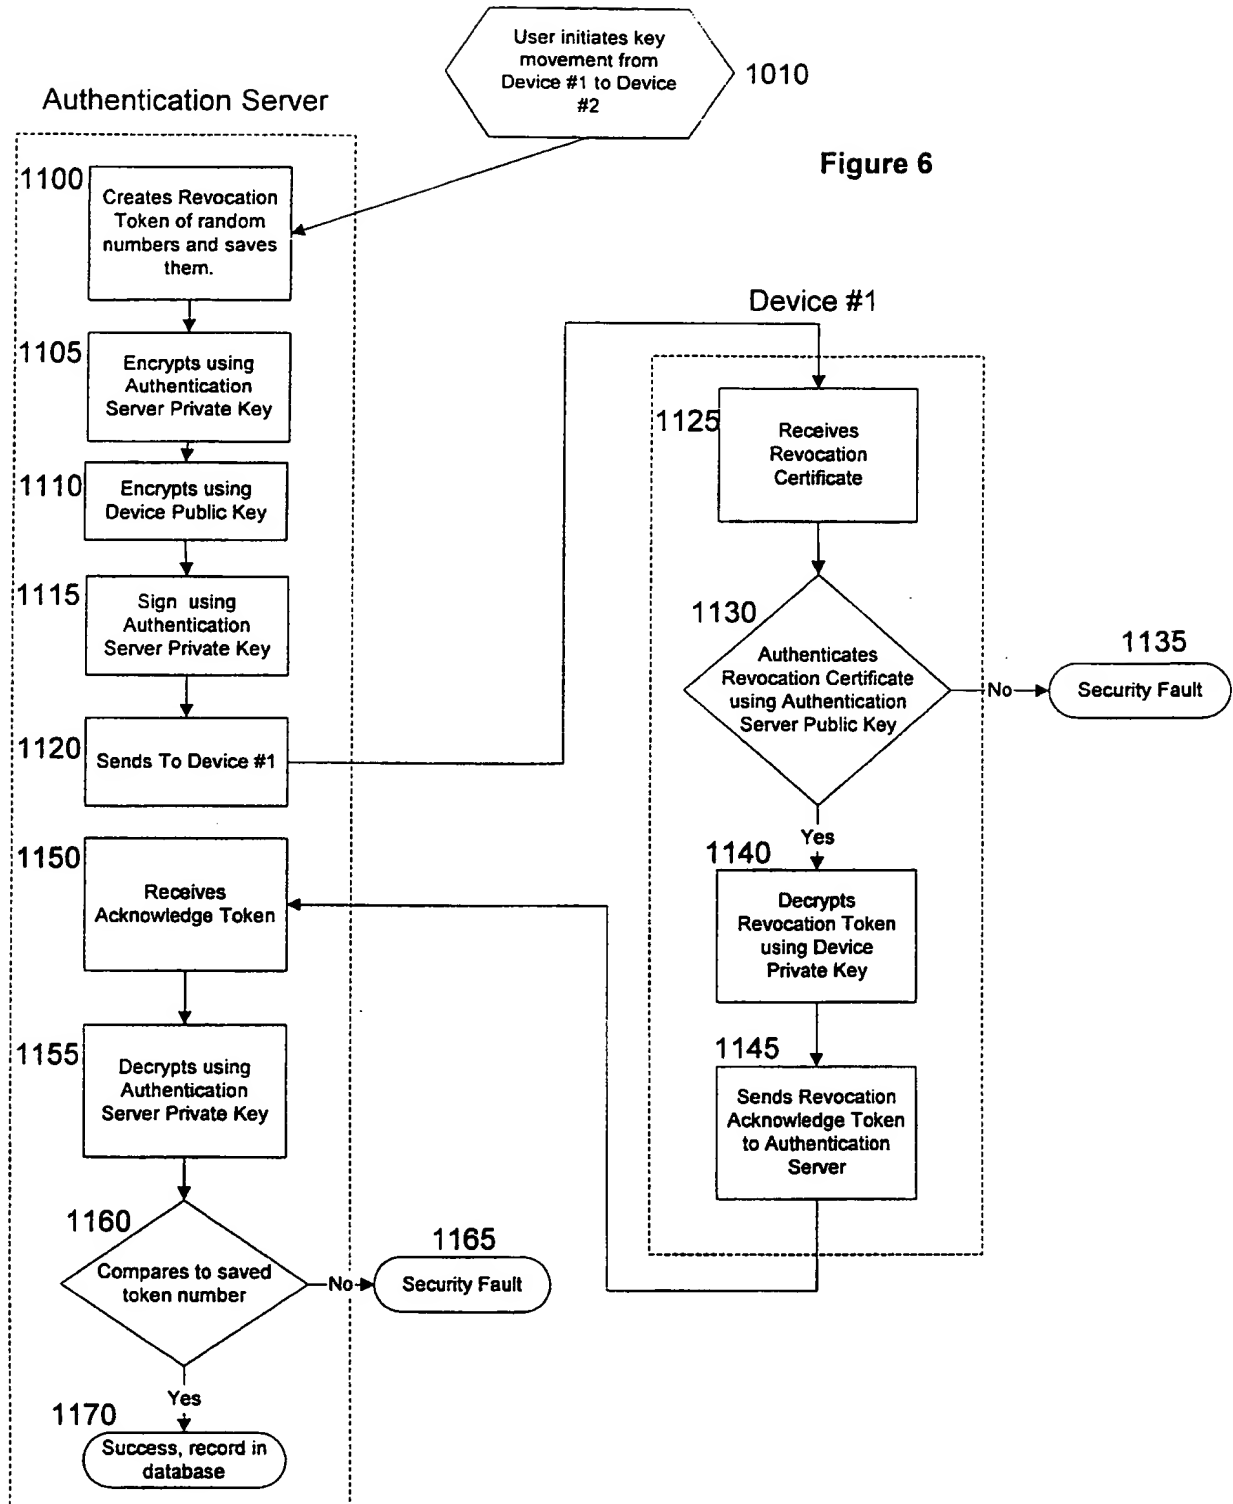 User initiates key
movement from
Device #1 to Device
#2
1010
Authentication Server
Figure 6
1100
Creates Revocation
Token of random
numbers and saves
them.
1105
Encrypts using
Authentication
Server Private Key
1110
Encrypts using
Device Public Key
1115
Sign using
Authentication
Server Private Key
1120
Sends To Device #1
Device #1
1125
Receives
Revocation
Certificate
1130
Authenticates
Revocation Certificate
using Authentication
Server Public Key
No
1135
Security Fault
Yes
1140
Decrypts
Revocation Token
using Device
Private Key
1145
Sends Revocation
Acknowledge Token
to Authentication
Server
1150
Receives
Acknowledge Token
1155
Decrypts using
Authentication
Server Private Key
1160
Compares to saved
token number
No
1165
Security Fault
Yes
1170
Success, record in
database